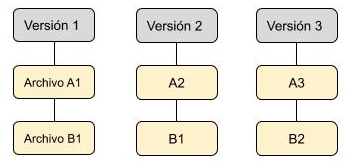 Versión 1
Versión 2
Versión 3
Archivo A1
A2
A3
Archivo B1
B1
B2